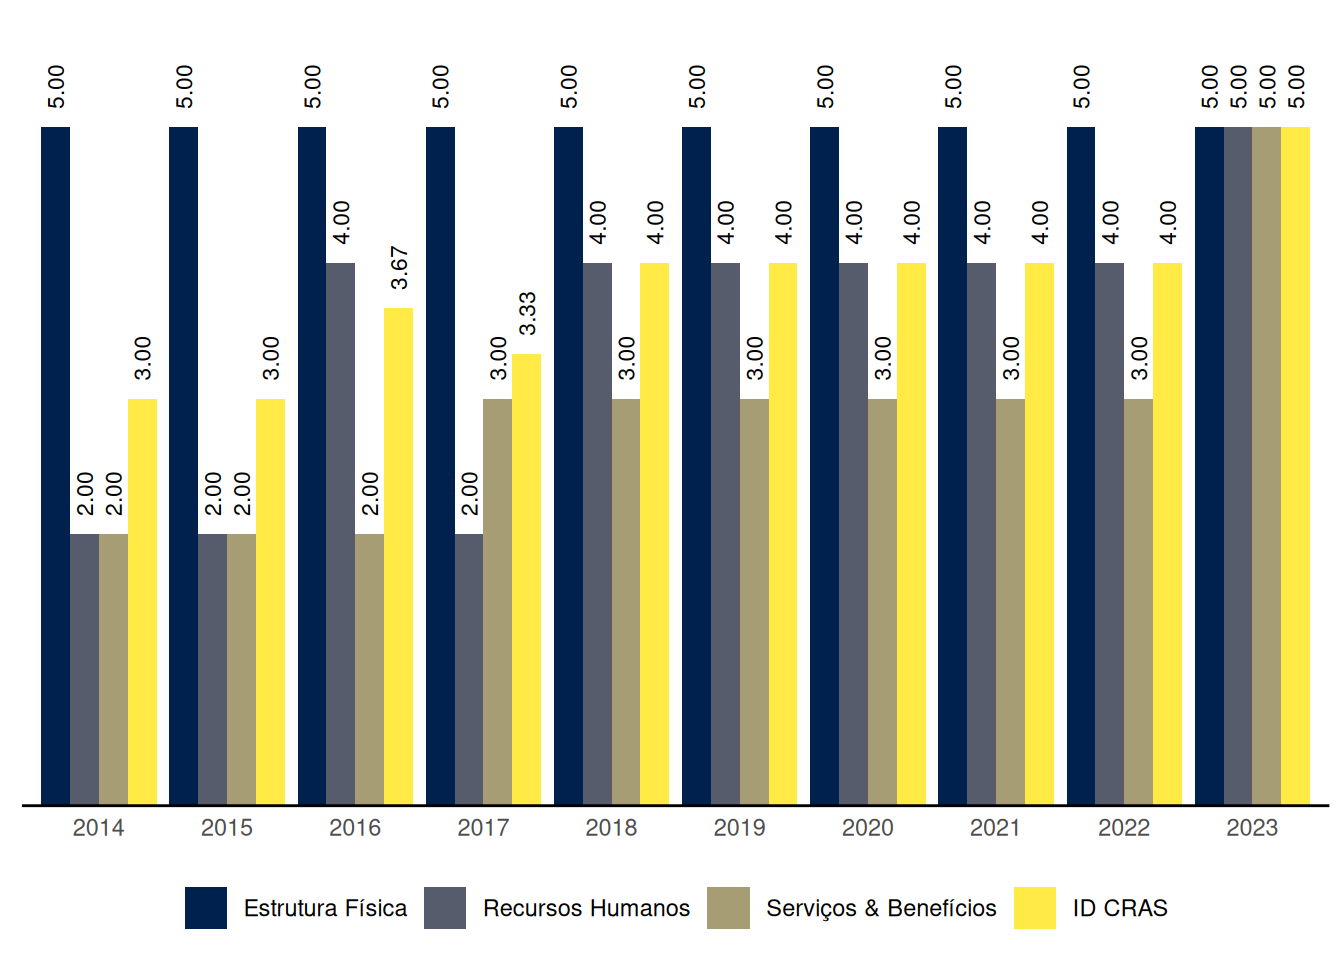 5.00 5.00 5.00 5.00 5.00 5.00 5.00 5.00 5.00 5.00 5.00 5.00 5.00
4.00 4.00 4.00 4.00 4.00 4.00 4.00 4.00 4.00 4.00 4.00
3.67
3.33
3.00 3.00 3.00 3.00 3.00 3.00 3.00 3.00
2.00 2.00 2.00 2.00 2.00 2.00
2014 2015 2016 2017 2018 2019 2020 2021 2022 2023
Estrutura Física Recursos Humanos Serviços & Benefícios ID CRAS